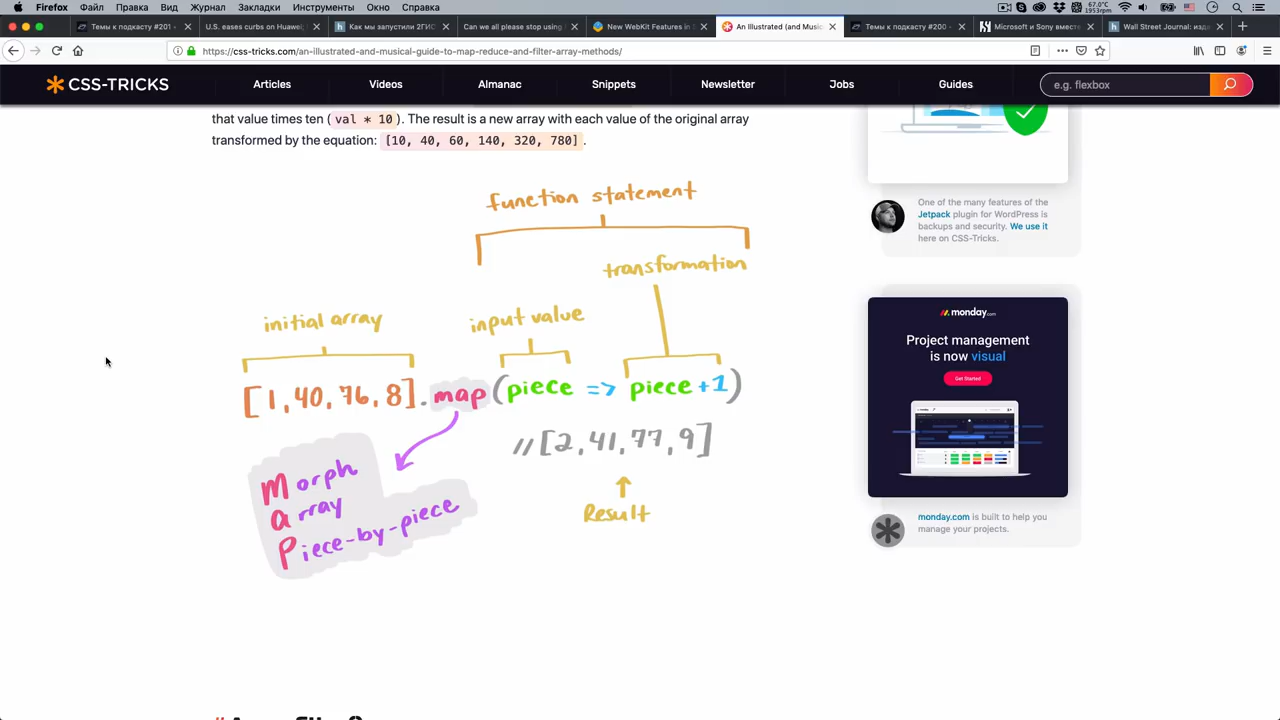 Firefox Файл Правка Вид Журнал Закладки Инструменты Окно Справка
67.0°C
1953rpm
Темы к подкасту #201 -
U.S. eases curbs on Huawei;
Как мы запустили 2ГИС
Can we all please stop using
New WebKit Features in S
An Illustrated (and Music
Темы к подкасту #200 -
Microsoft и Sony вместе
Wall Street Journal: изде
https://css-tricks.com/an-illustrated-and-musical-guide-to-map-reduce-and-filter-array-methods/
CSS-TRICKS
Articles
Videos
Almanac
Snippets
Newsletter
Jobs
Guides
e.g. flexbox
that value times ten ( val * 10 ). The result is a new array with each value of the original array
transformed by the equation: [10, 40, 60, 140, 320, 780] .
function statement
transformation
initial array
input value
[1,40,76,8].map(piece => piece+1)
//[2,41,77,9]
Result
Morph
array
Piece-by-piece
One of the many features of the
Jetpack plugin for WordPress is
backups and security. We use it
here on CSS-Tricks.
monday.com
Project management
is now visual
Get Started
monday.com is built to help you
manage your projects.